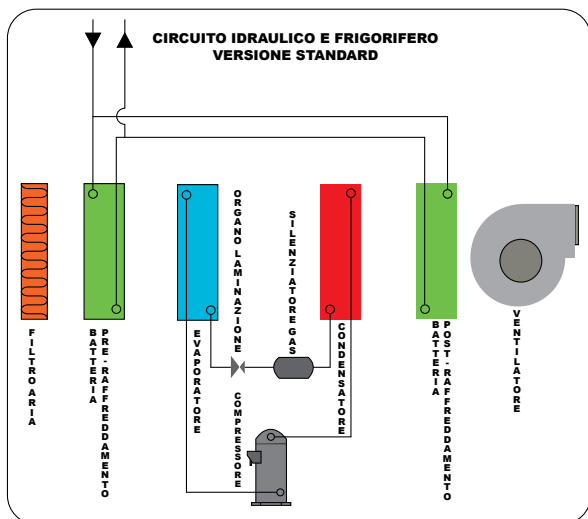 CIRCUITO IDRAULICO E FRIGORIFERO
VERSIONE STANDARD
FILTRO ARIA
BATTERIA
PRE-RAFFREDDAMENTO
EVAPORATORE
ORGANO LAMINAZIONE
COMPRESSORE
SILENZIATORE GAS
CONDENSATORE
BATTERIA
POST-RAFFREDDAMENTO
VENTILATORE